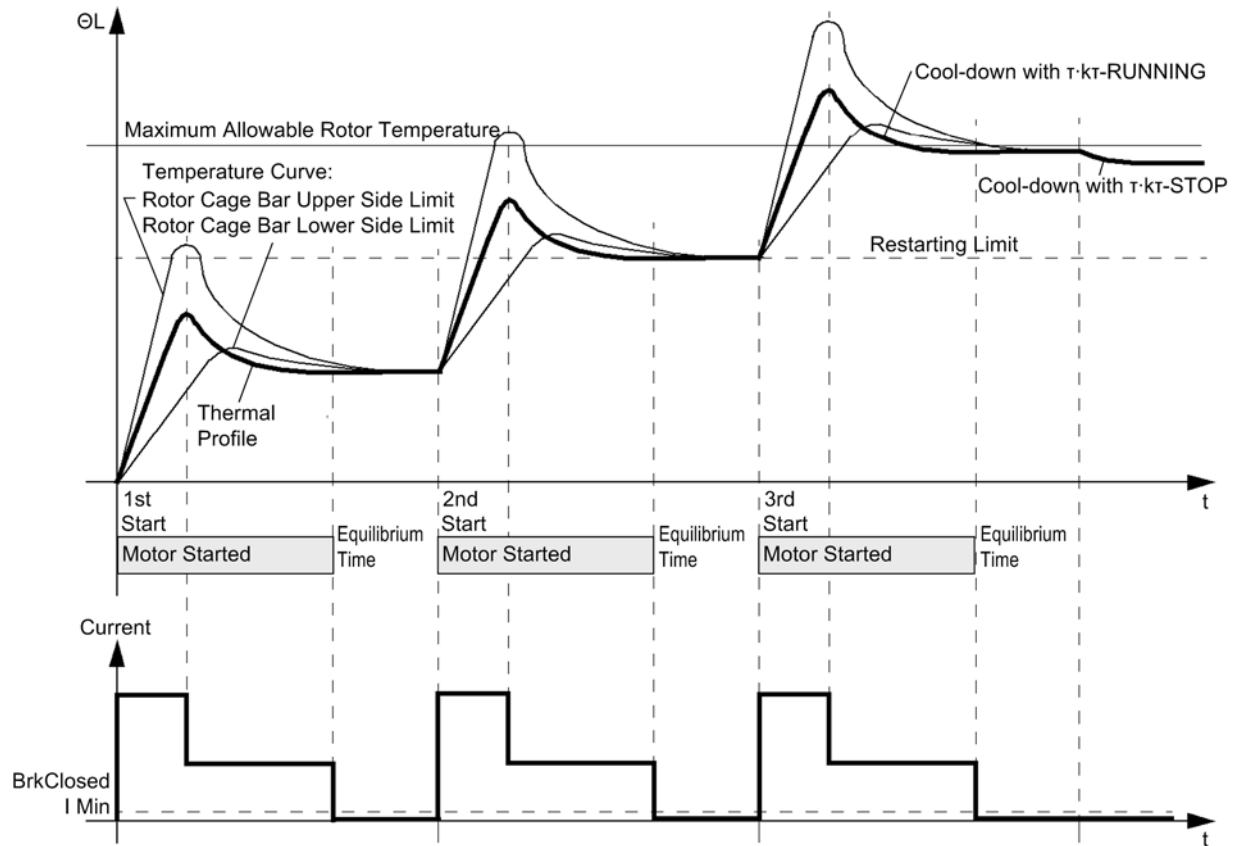 ΘL
Cool-down with τ·kτ-RUNNING
Maximum Allowable Rotor Temperature
Temperature Curve:
Rotor Cage Bar Upper Side Limit
Rotor Cage Bar Lower Side Limit
Cool-down with τ·kτ-STOP
Restarting Limit
Thermal
Profile
t
1st
Start
Motor Started
Equilibrium
Time
2nd
Start
Motor Started
Equilibrium
Time
3rd
Start
Motor Started
Equilibrium
Time
Current
BrkClosed
I Min
t